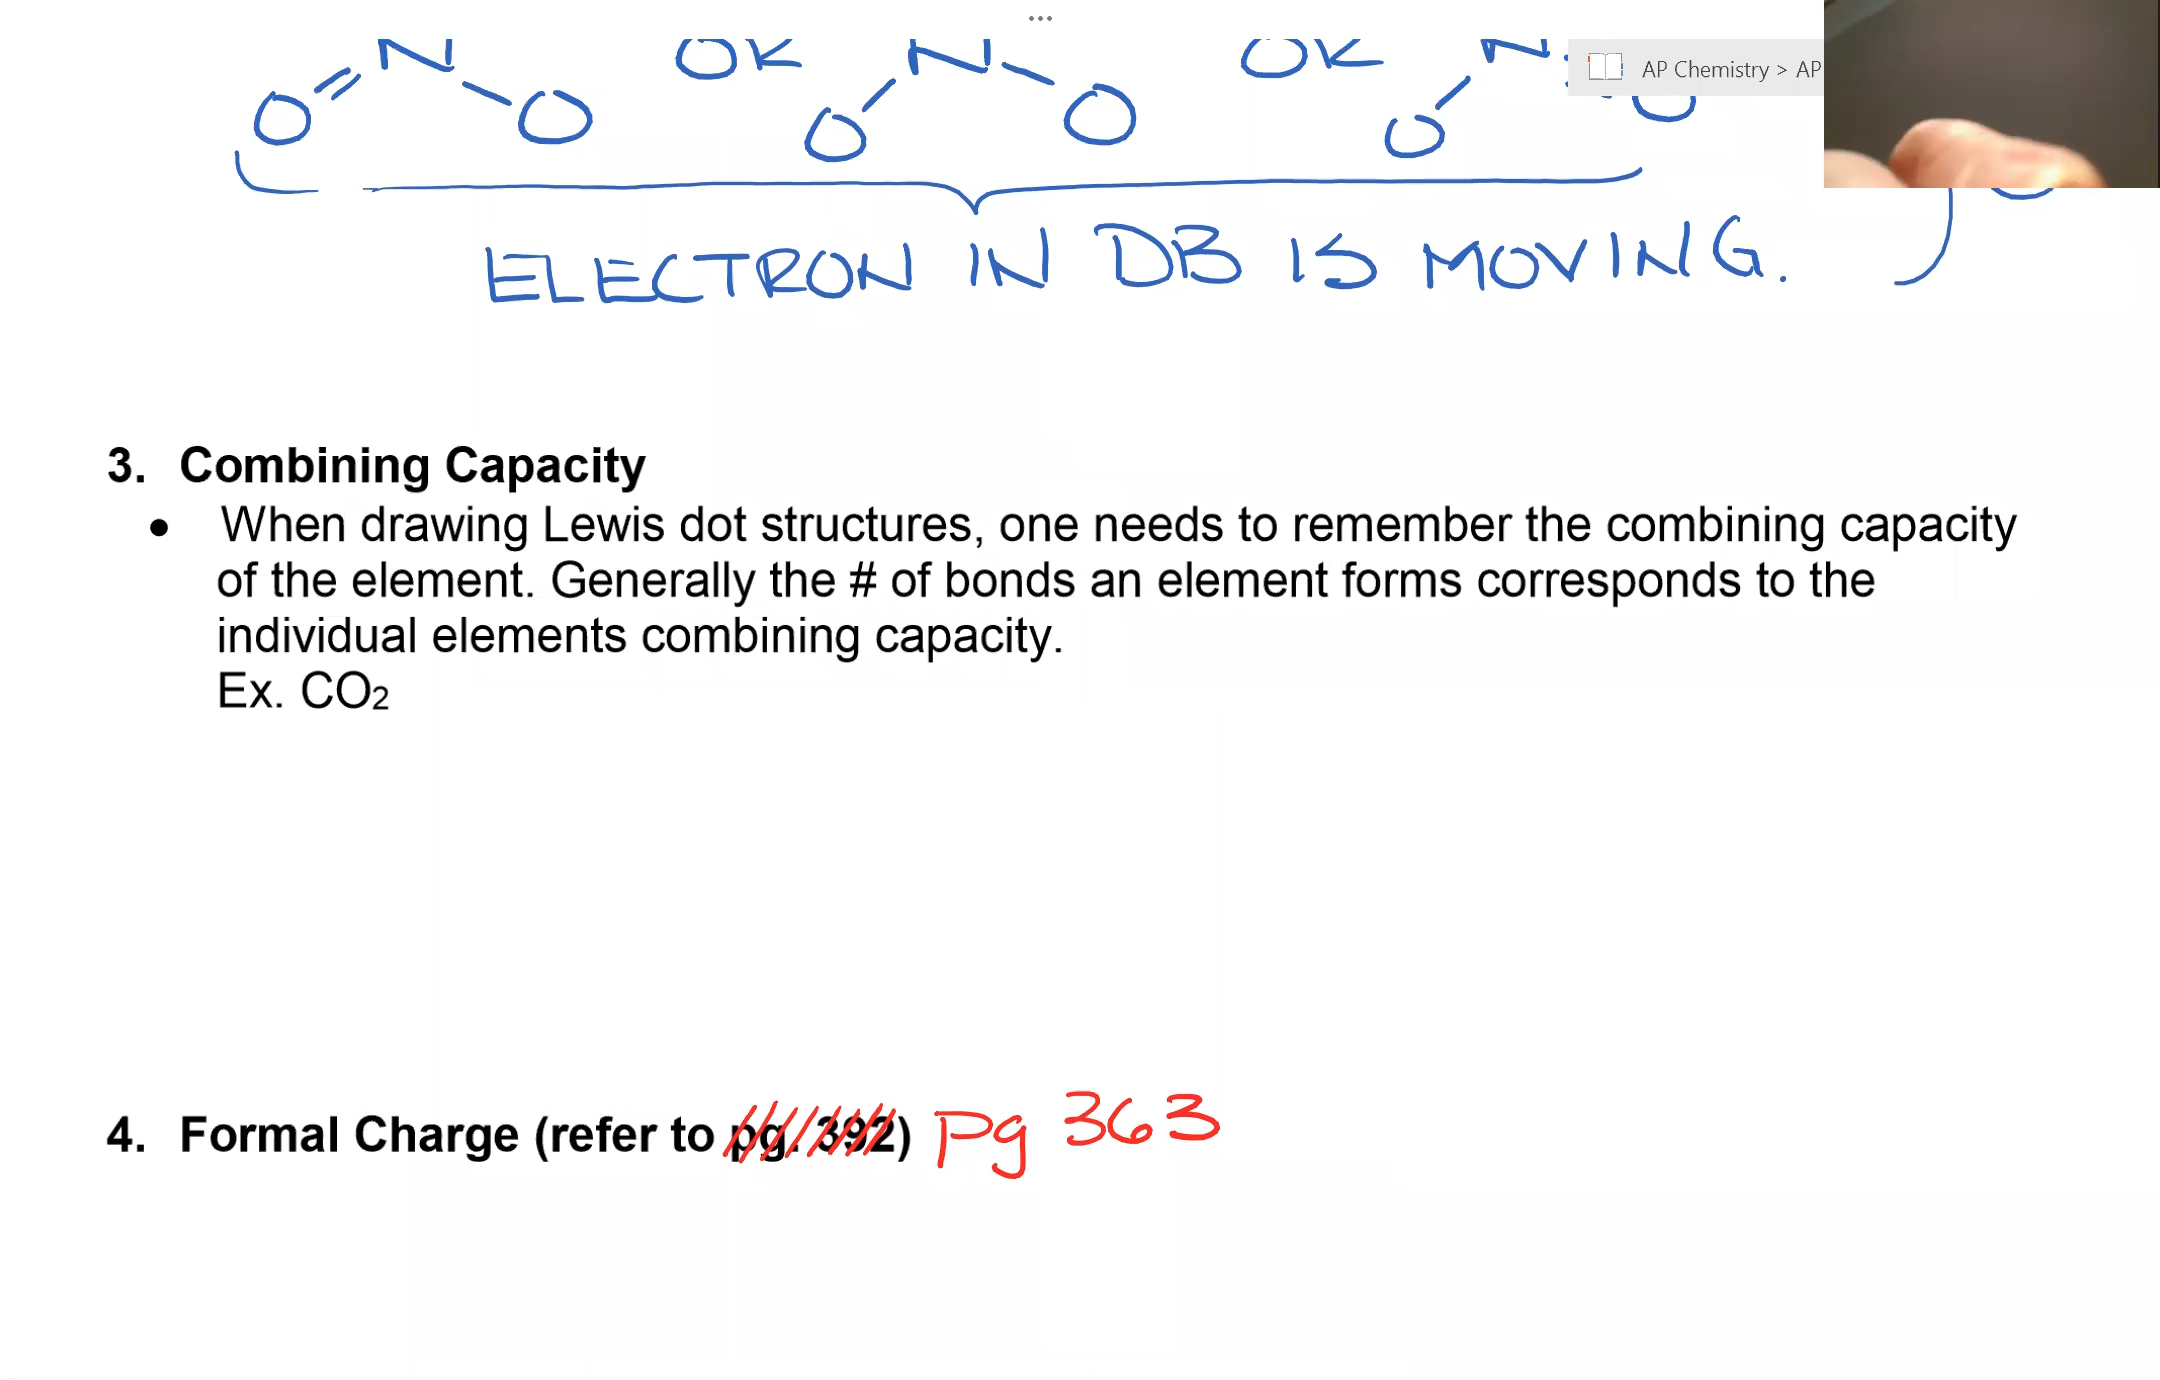 N OR N OR N
O O O O O O
AP Chemistry > AP
ELECTRON IN DB IS MOVING.
3. Combining Capacity
• When drawing Lewis dot structures, one needs to remember the combining capacity
of the element. Generally the # of bonds an element forms corresponds to the
individual elements combining capacity.
Ex. CO2
4. Formal Charge (refer to pg. 392) pg 363